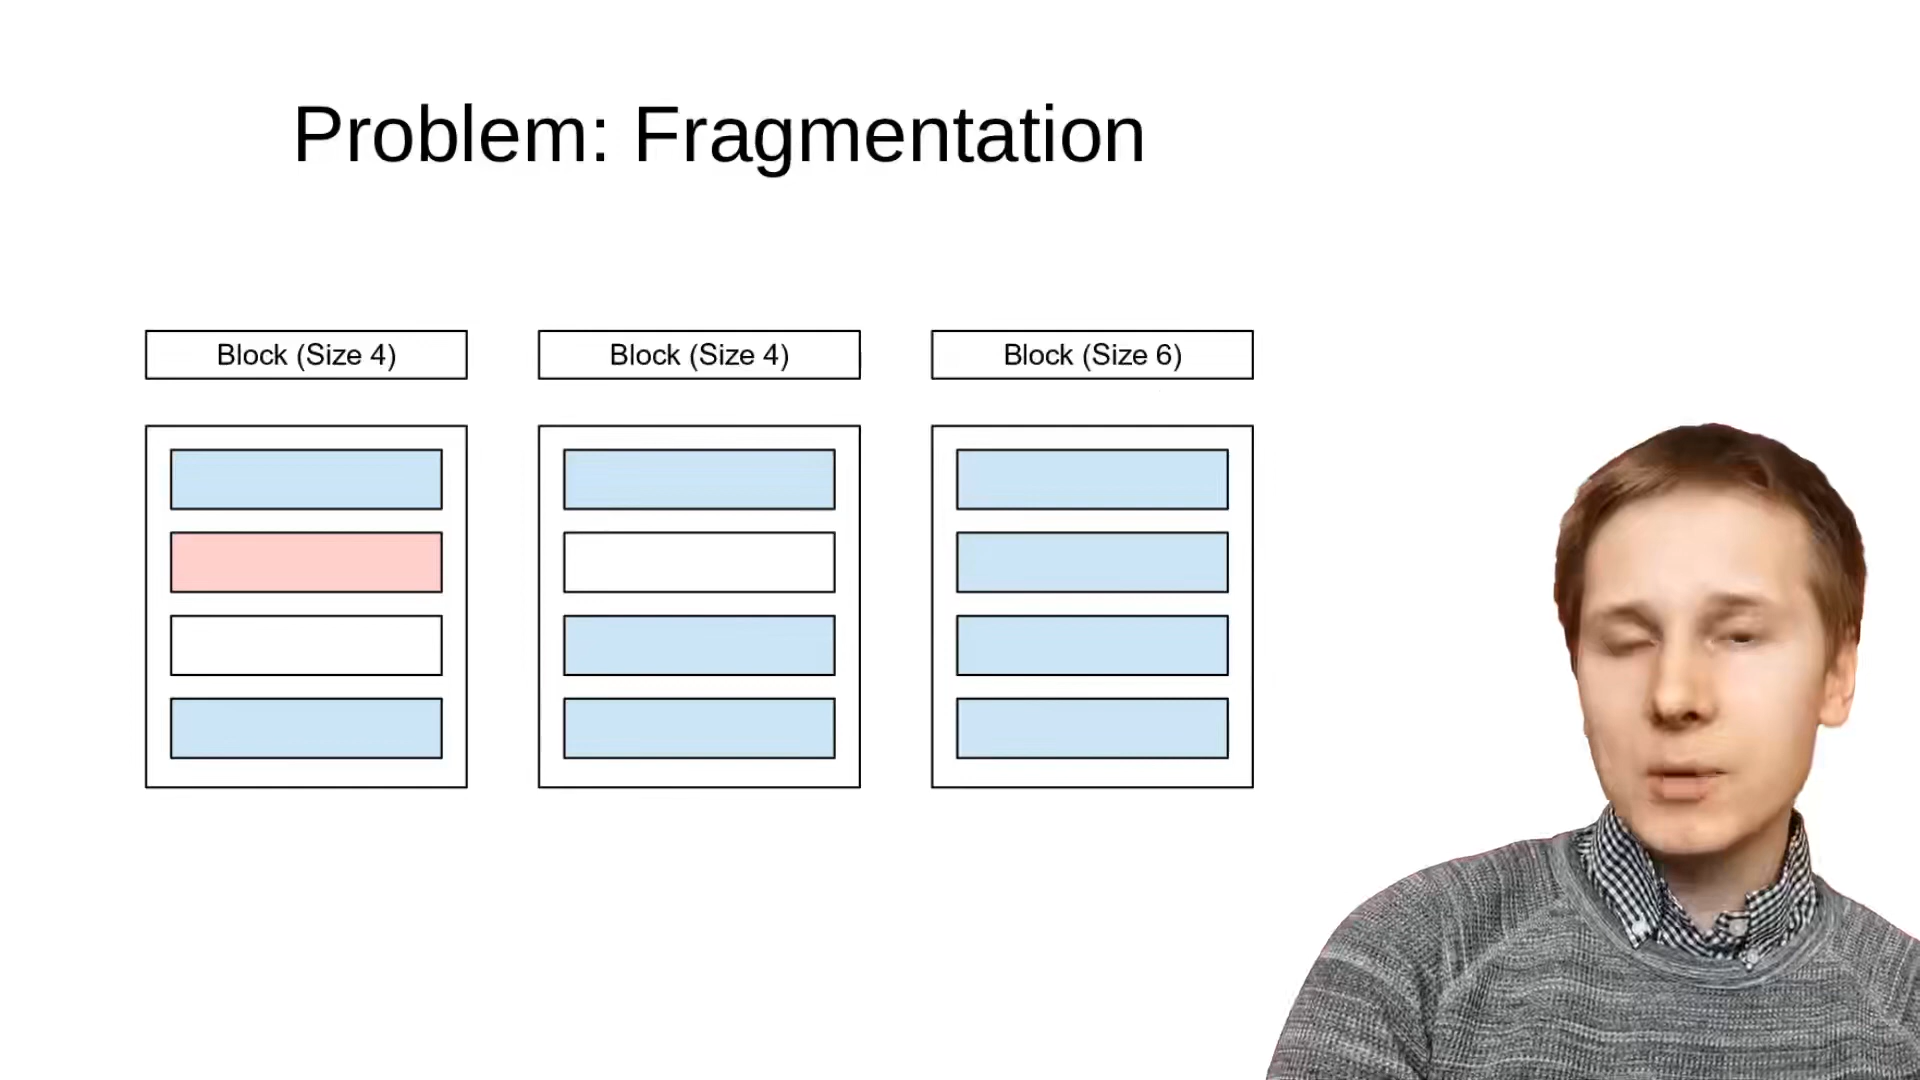 Problem: Fragmentation
Block (Size 4)
Block (Size 4)
Block (Size 6)